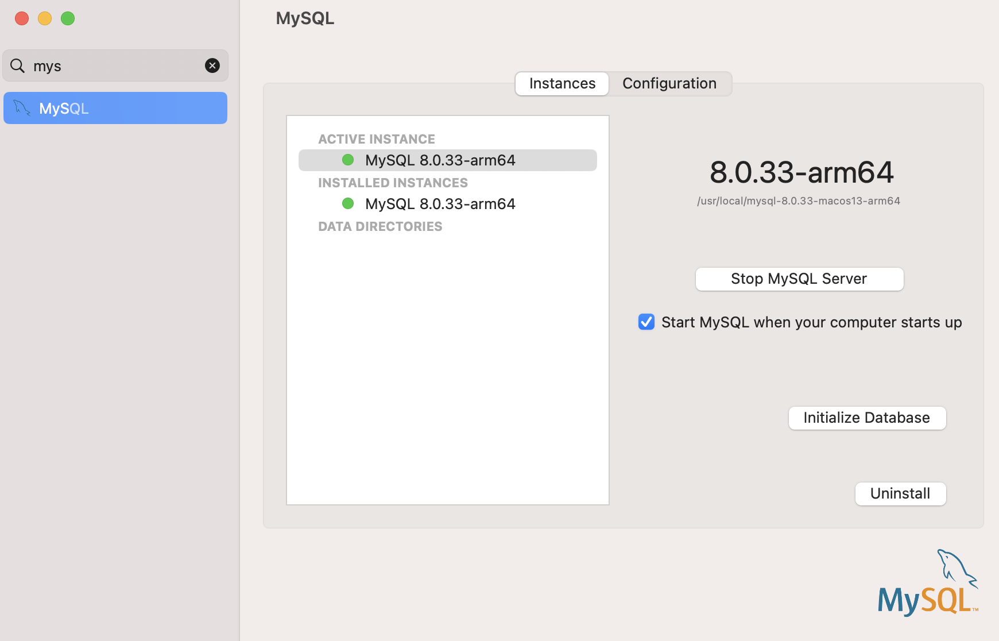 MySQL
mys
MySQL
Instances
Configuration
ACTIVE INSTANCE
MySQL 8.0.33-arm64
INSTALLED INSTANCES
MySQL 8.0.33-arm64
DATA DIRECTORIES
8.0.33-arm64
/usr/local/mysql-8.0.33-macos13-arm64
Stop MySQL Server
Start MySQL when your computer starts up
Initialize Database
Uninstall
MySQL™